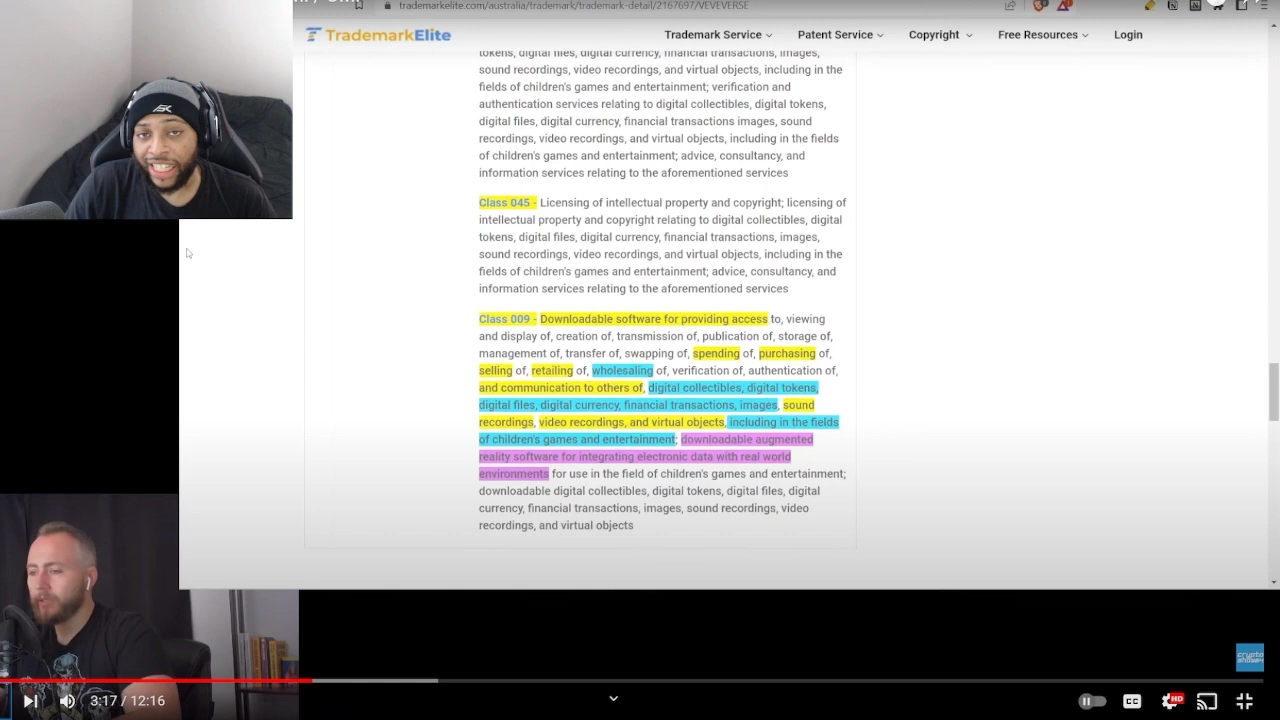 trademarkelite.com/australia/trademark/trademark-detail/2167697/VEVEVERSE
TrademarkElite
Trademark Service
Patent Service
Copyright
Free Resources
Login
tokens, digital files, digital currency, financial transactions, images,
sound recordings, video recordings, and virtual objects, including in the
fields of children's games and entertainment; verification and
authentication services relating to digital collectibles, digital tokens,
digital files, digital currency, financial transactions images, sound
recordings, video recordings, and virtual objects, including in the fields
of children's games and entertainment; advice, consultancy, and
information services relating to the aforementioned services
Class 045 - Licensing of intellectual property and copyright; licensing of
intellectual property and copyright relating to digital collectibles, digital
tokens, digital files, digital currency, financial transactions, images,
sound recordings, video recordings, and virtual objects, including in the
fields of children's games and entertainment; advice, consultancy, and
information services relating to the aforementioned services
Class 009 - Downloadable software for providing access to, viewing
and display of, creation of, transmission of, publication of, storage of,
management of, transfer of, swapping of, spending of, purchasing of,
selling of, retailing of, wholesaling of, verification of, authentication of,
and communication to others of, digital collectibles, digital tokens,
digital files, digital currency, financial transactions, images, sound
recordings, video recordings, and virtual objects, including in the fields
of children's games and entertainment; downloadable augmented
reality software for integrating electronic data with real world
environments for use in the field of children's games and entertainment;
downloadable digital collectibles, digital tokens, digital files, digital
currency, financial transactions, images, sound recordings, video
recordings, and virtual objects
3:17 / 12:16
CC
HD